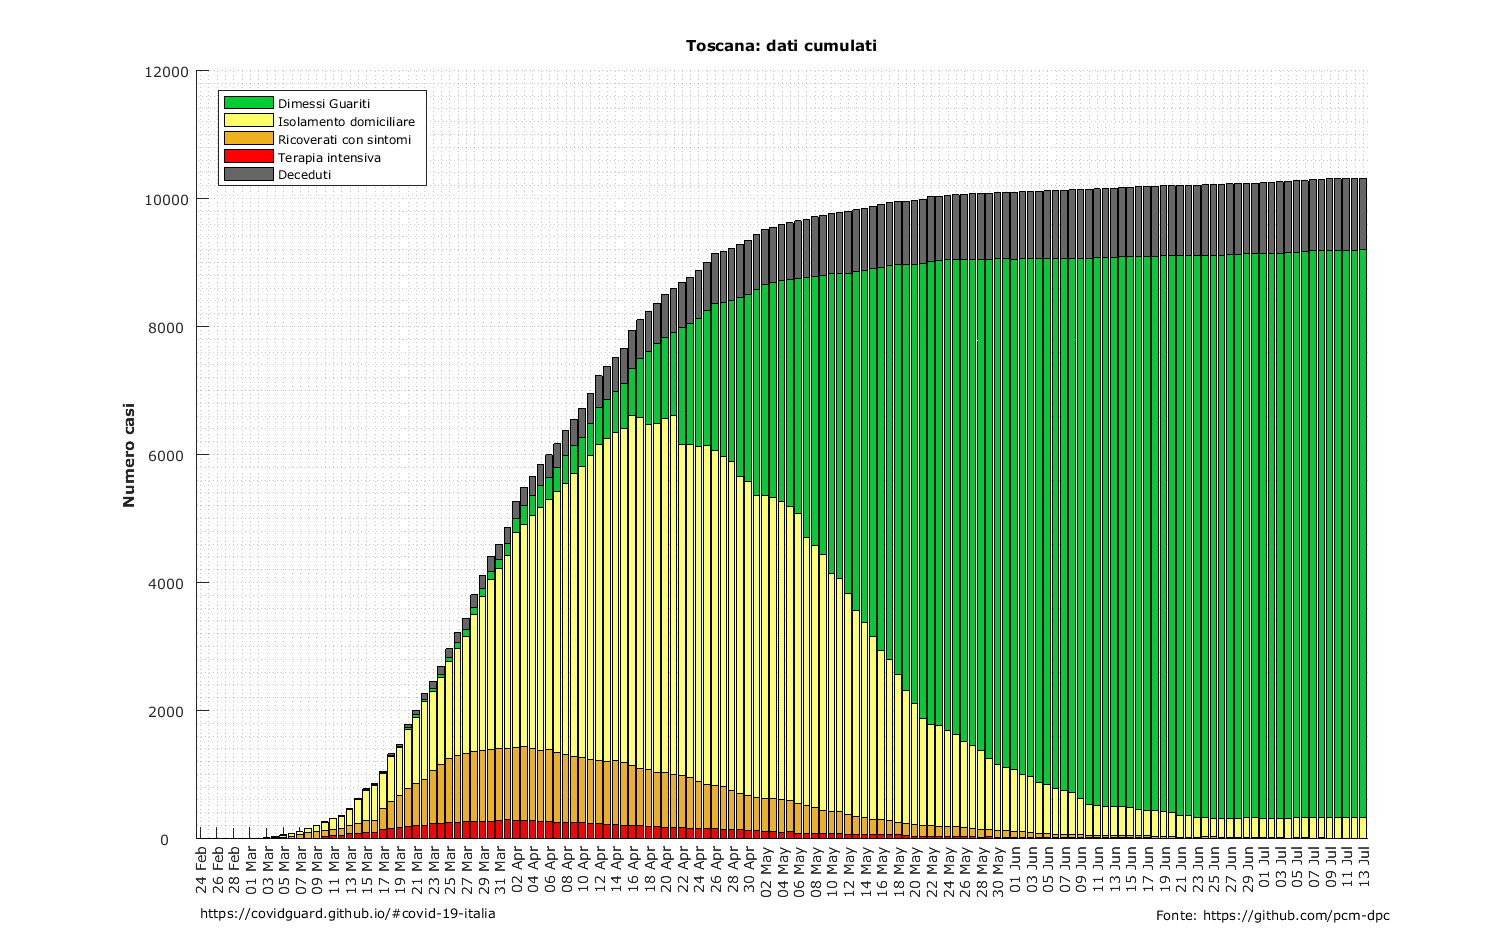 Toscana: dati cumulati
12000
10000
8000
6000
4000
2000
0
Numero casi
Dimessi Guariti
Isolamento domiciliare
Ricoverati con sintomi
Terapia intensiva
Deceduti
24 Feb
26 Feb
28 Feb
01 Mar
03 Mar
05 Mar
07 Mar
09 Mar
11 Mar
13 Mar
15 Mar
17 Mar
19 Mar
21 Mar
23 Mar
25 Mar
27 Mar
29 Mar
31 Mar
02 Apr
04 Apr
06 Apr
08 Apr
10 Apr
12 Apr
14 Apr
16 Apr
18 Apr
20 Apr
22 Apr
24 Apr
26 Apr
28 Apr
30 Apr
02 May
04 May
06 May
08 May
10 May
12 May
14 May
16 May
18 May
20 May
22 May
24 May
26 May
28 May
30 May
01 Jun
03 Jun
05 Jun
07 Jun
09 Jun
11 Jun
13 Jun
15 Jun
17 Jun
19 Jun
21 Jun
23 Jun
25 Jun
27 Jun
29 Jun
01 Jul
03 Jul
05 Jul
07 Jul
09 Jul
11 Jul
13 Jul
https://covidguard.github.io/#covid-19-italia
Fonte: https://github.com/pcm-dpc